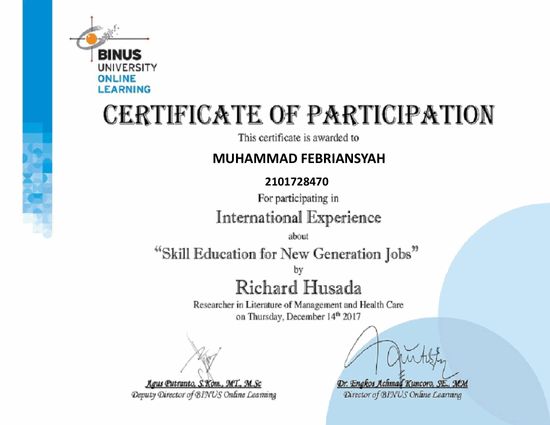 BINUS
UNIVERSITY
ONLINE
LEARNING
CERTIFICATE OF PARTICIPATION
This certificate is awarded to
MUHAMMAD FEBRIANSYAH
2101728470
For participating in
International Experience
about
“Skill Education for New Generation Jobs”
by
Richard Husada
Researcher in Literature of Management and Health Care
on Thursday, December 14th 2017
Agus Putranto, S.Kom., MT., M.Sc
Deputy Director of BINUS Online Learning
Dr. Engkos Achmad Kuncoro, SE., MM
Director of BINUS Online Learning